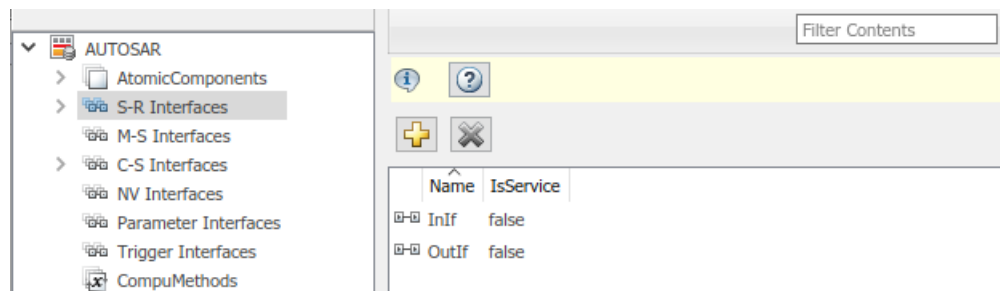 Filter Contents
AUTOSAR
AtomicComponents
S-R Interfaces
M-S Interfaces
C-S Interfaces
NV Interfaces
Parameter Interfaces
Trigger Interfaces
CompuMethods
Name IsService
InIf false
OutIf false